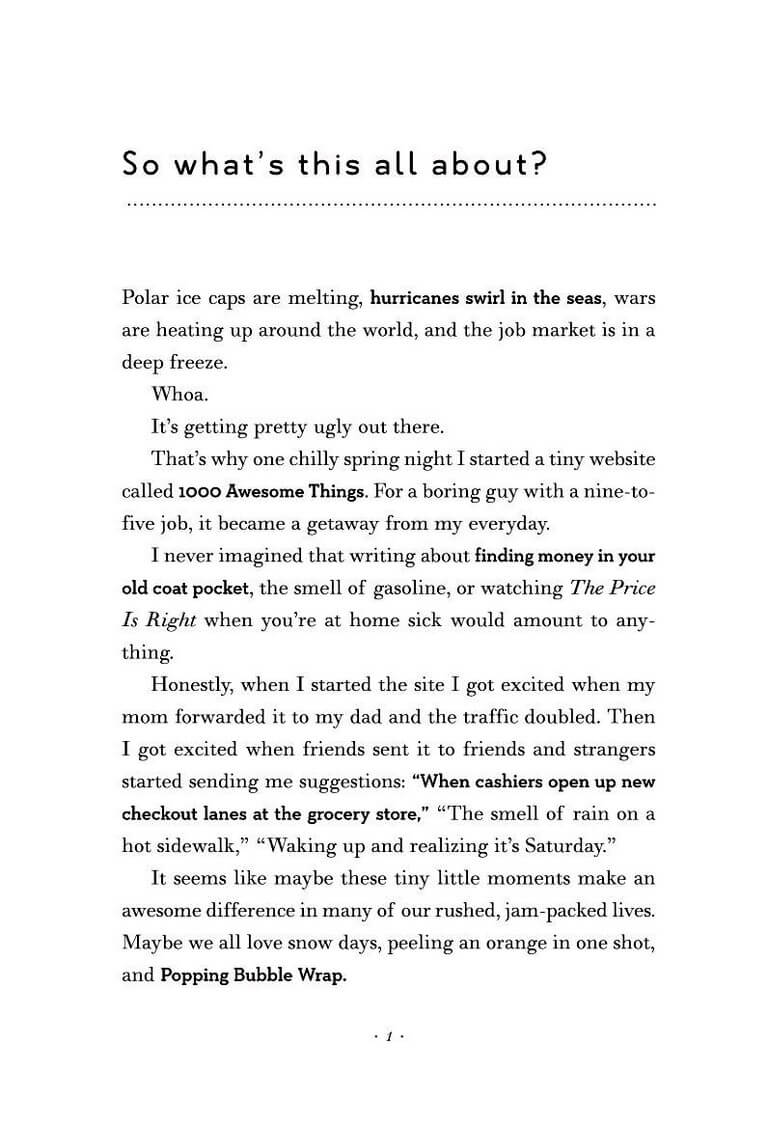 So what's this all about?
Polar ice caps are melting, hurricanes swirl in the seas, wars
are heating up around the world, and the job market is in a
deep freeze.
Whoa.
It's getting pretty ugly out there.
That's why one chilly spring night I started a tiny website
called 1000 Awesome Things. For a boring guy with a nine-to-
five job, it became a getaway from my everyday.
I never imagined that writing about finding money in your
old coat pocket, the smell of gasoline, or watching The Price
Is Right when you're at home sick would amount to any-
thing.
Honestly, when I started the site I got excited when my
mom forwarded it to my dad and the traffic doubled. Then
I got excited when friends sent it to friends and strangers
started sending me suggestions: “When cashiers open up new
checkout lanes at the grocery store,” “The smell of rain on a
hot sidewalk,” “Waking up and realizing it's Saturday.”
It seems like maybe these tiny little moments make an
awesome difference in many of our rushed, jam-packed lives.
Maybe we all love snow days, peeling an orange in one shot,
and Popping Bubble Wrap.
· 1 ·